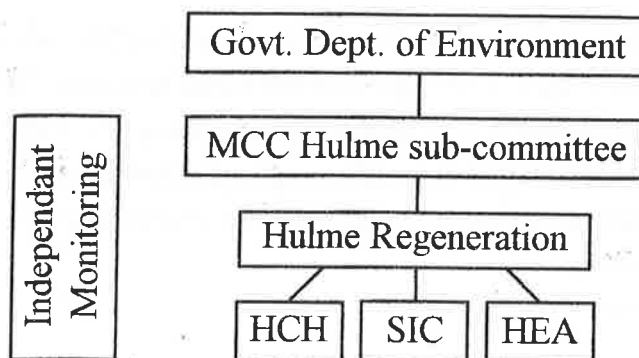 Govt. Dept. of Environment
MCC Hulme sub-committee
Independant
Monitoring
Hulme Regeneration
HCH
SIC
HEA